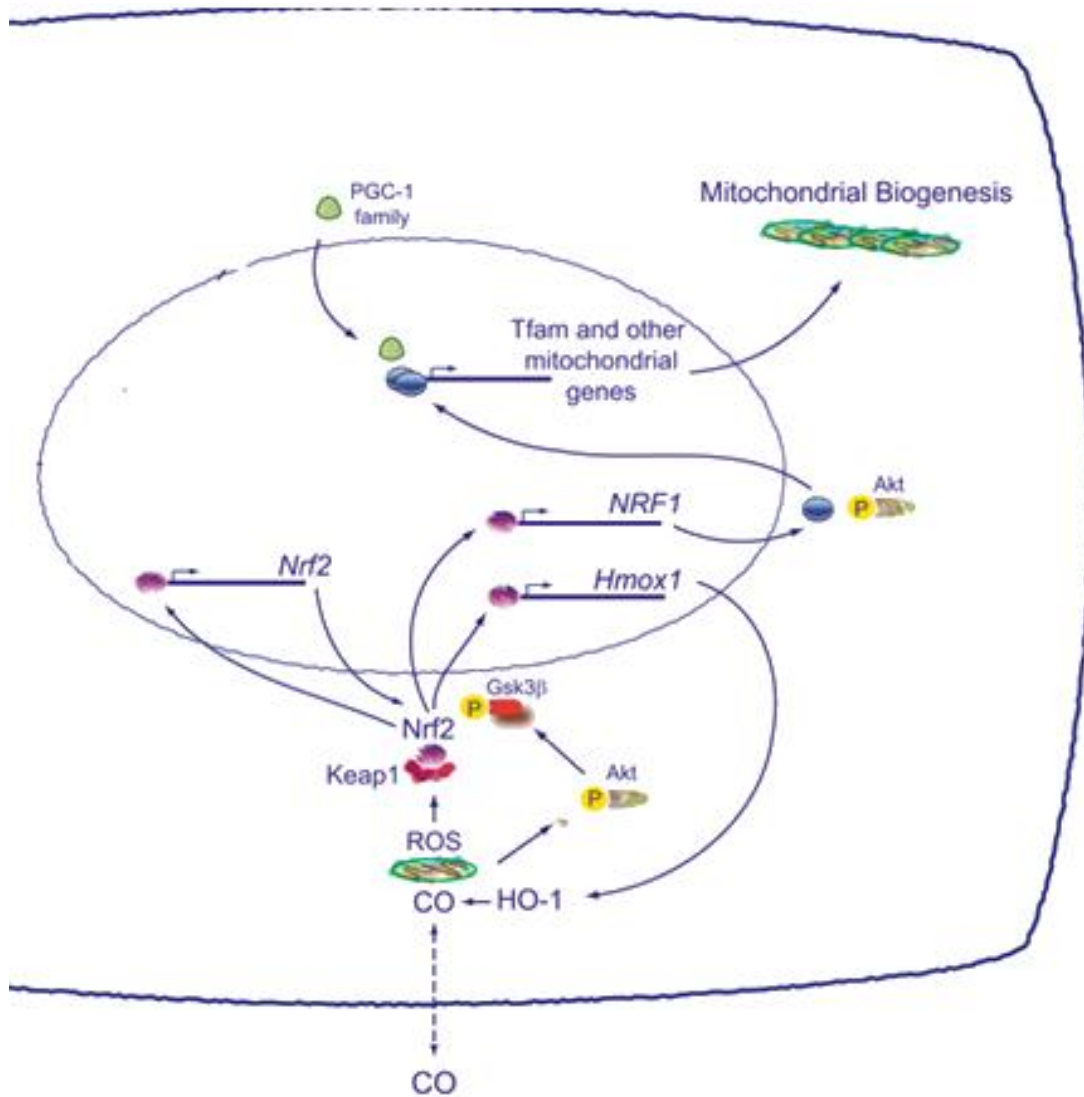 PGC-1
family
Mitochondrial Biogenesis
Tfam and other
mitochondrial
genes
Akt
P
NRF1
Nrf2
Hmox1
Gsk3β
P
Nrf2
Keap1
Akt
P
ROS
CO
HO-1
CO